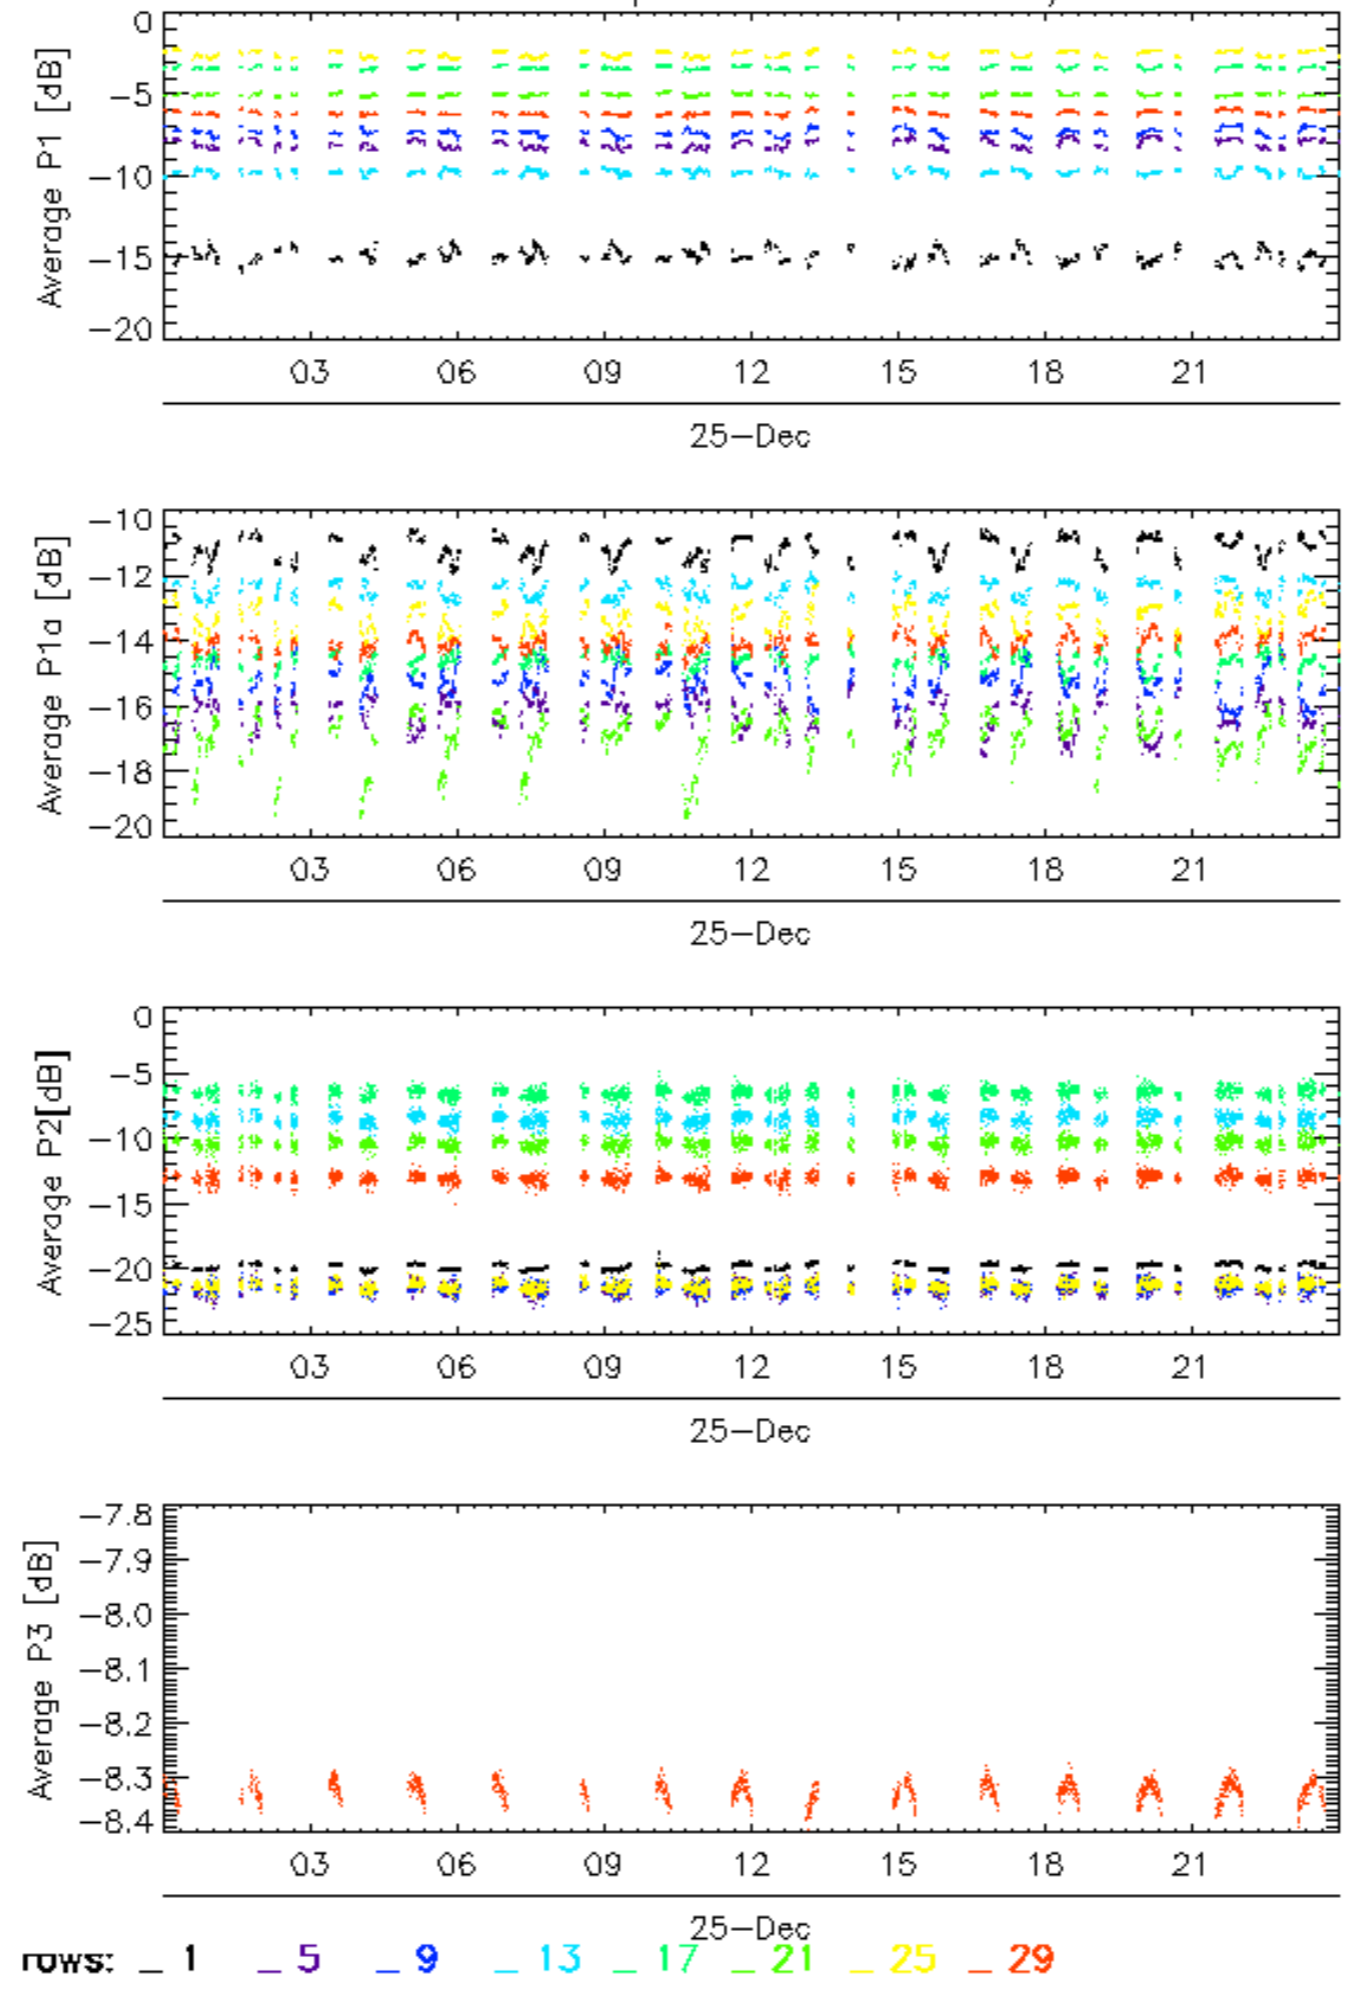 0
−5
−10
−15
−20
Average P1 [dB]
03 06 09 12 15 18 21
25−Dec
−10
−12
−14
−16
−18
−20
Average P1a [dB]
03 06 09 12 15 18 21
25−Dec
0
−5
−10
−15
−20
−25
Average P2[dB]
03 06 09 12 15 18 21
25−Dec
−7.8
−7.9
−8.0
−8.1
−8.2
−8.3
−8.4
Average P3 [dB]
03 06 09 12 15 18 21
25−Dec
rows: _ 1 _ 5 _ 9 _ 13 _ 17 _ 21 _ 25 _ 29